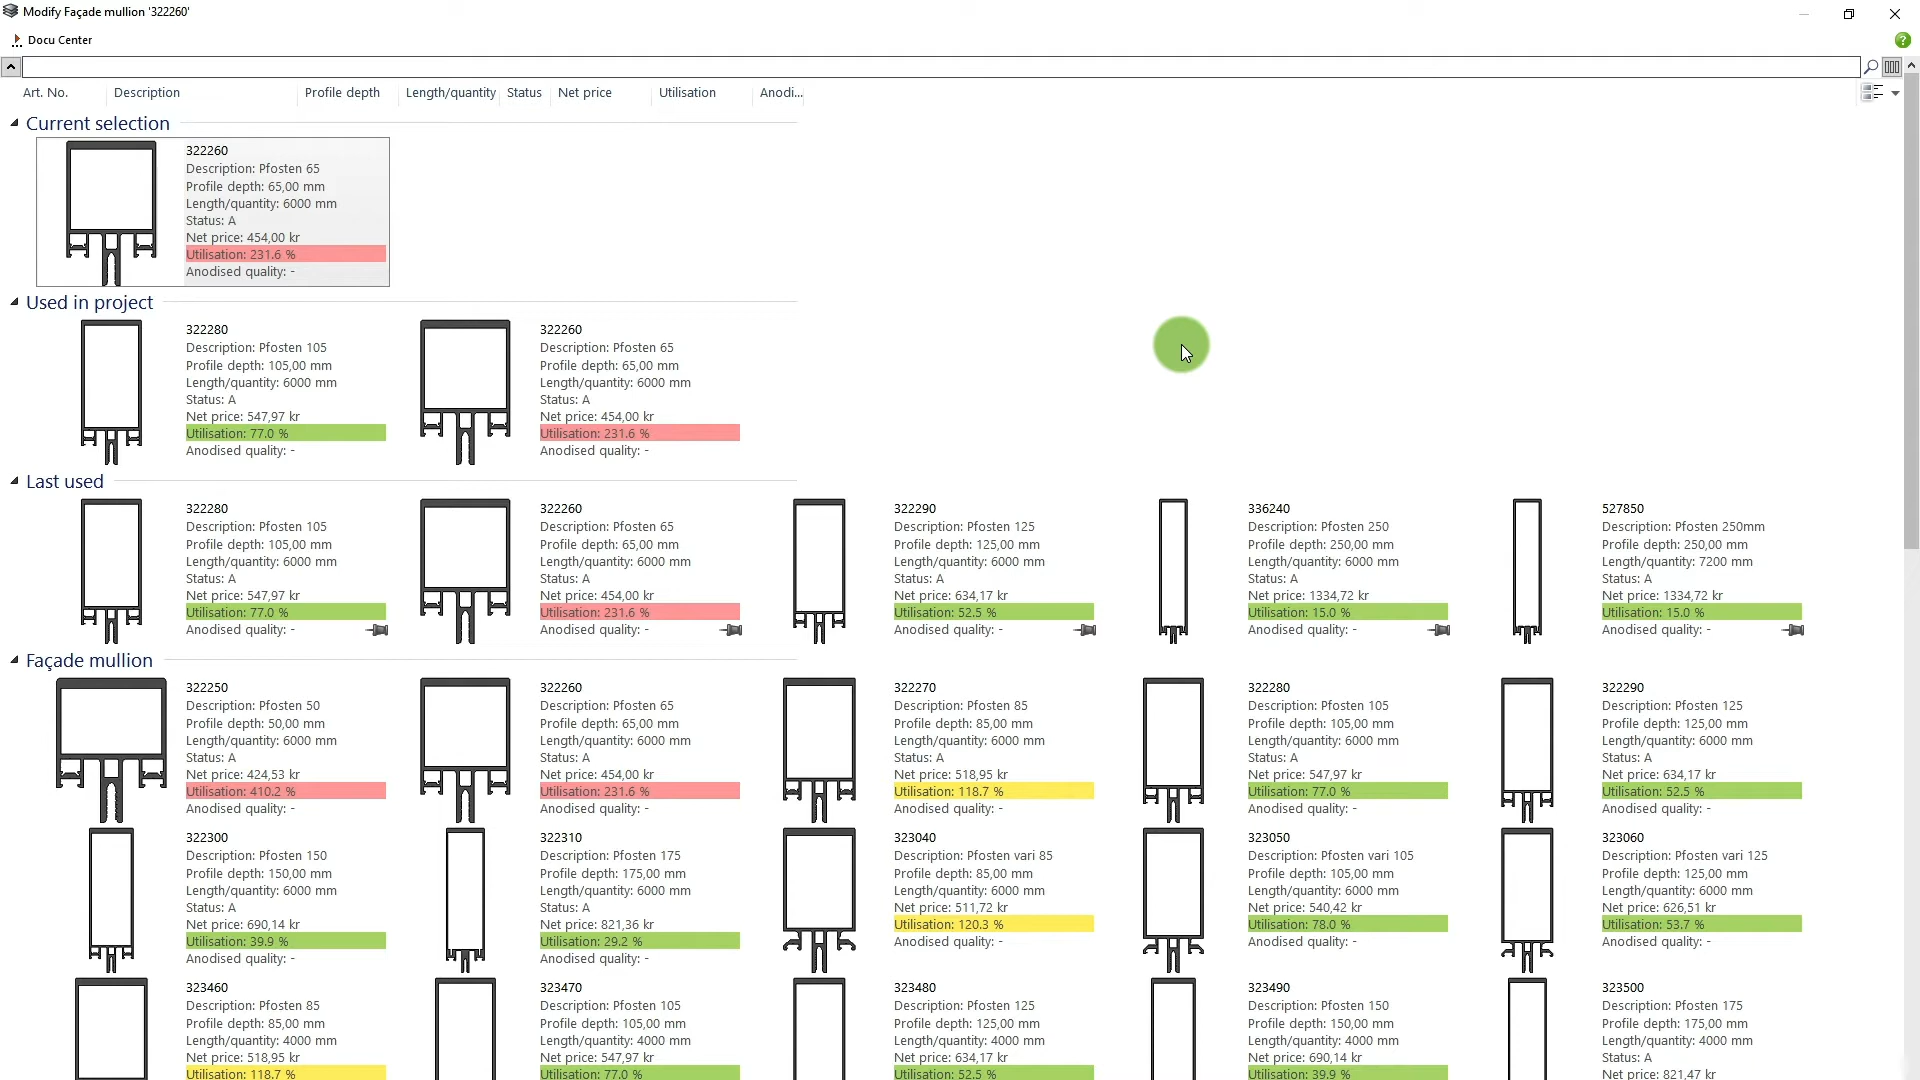 Modify Façade mullion '322260'
Docu Center
Art. No. Description Profile depth Length/quantity Status Net price Utilisation Anodi...
Current selection
322260
Description: Pfosten 65
Profile depth: 65,00 mm
Length/quantity: 6000 mm
Status: A
Net price: 454,00 kr
Utilisation: 231.6 %
Anodised quality: -
Used in project
322280
Description: Pfosten 105
Profile depth: 105,00 mm
Length/quantity: 6000 mm
Status: A
Net price: 547,97 kr
Utilisation: 77.0 %
Anodised quality: -
322260
Description: Pfosten 65
Profile depth: 65,00 mm
Length/quantity: 6000 mm
Status: A
Net price: 454,00 kr
Utilisation: 231.6 %
Anodised quality: -
Last used
322280
Description: Pfosten 105
Profile depth: 105,00 mm
Length/quantity: 6000 mm
Status: A
Net price: 547,97 kr
Utilisation: 77.0 %
Anodised quality: -
322260
Description: Pfosten 65
Profile depth: 65,00 mm
Length/quantity: 6000 mm
Status: A
Net price: 454,00 kr
Utilisation: 231.6 %
Anodised quality: -
322290
Description: Pfosten 125
Profile depth: 125,00 mm
Length/quantity: 6000 mm
Status: A
Net price: 634,17 kr
Utilisation: 52.5 %
Anodised quality: -
336240
Description: Pfosten 250
Profile depth: 250,00 mm
Length/quantity: 6000 mm
Status: A
Net price: 1334,72 kr
Utilisation: 15.0 %
Anodised quality: -
527850
Description: Pfosten 250mm
Profile depth: 250,00 mm
Length/quantity: 7200 mm
Status: A
Net price: 1334,72 kr
Utilisation: 15.0 %
Anodised quality: -
Façade mullion
322250
Description: Pfosten 50
Profile depth: 50,00 mm
Length/quantity: 6000 mm
Status: A
Net price: 424,53 kr
Utilisation: 410.2 %
Anodised quality: -
322260
Description: Pfosten 65
Profile depth: 65,00 mm
Length/quantity: 6000 mm
Status: A
Net price: 454,00 kr
Utilisation: 231.6 %
Anodised quality: -
322270
Description: Pfosten 85
Profile depth: 85,00 mm
Length/quantity: 6000 mm
Status: A
Net price: 518,95 kr
Utilisation: 118.7 %
Anodised quality: -
322280
Description: Pfosten 105
Profile depth: 105,00 mm
Length/quantity: 6000 mm
Status: A
Net price: 547,97 kr
Utilisation: 77.0 %
Anodised quality: -
322290
Description: Pfosten 125
Profile depth: 125,00 mm
Length/quantity: 6000 mm
Status: A
Net price: 634,17 kr
Utilisation: 52.5 %
Anodised quality: -
322300
Description: Pfosten 150
Profile depth: 150,00 mm
Length/quantity: 6000 mm
Status: A
Net price: 690,14 kr
Utilisation: 39.9 %
Anodised quality: -
322310
Description: Pfosten 175
Profile depth: 175,00 mm
Length/quantity: 6000 mm
Status: A
Net price: 821,36 kr
Utilisation: 29.2 %
Anodised quality: -
323040
Description: Pfosten vari 85
Profile depth: 85,00 mm
Length/quantity: 6000 mm
Net price: 511,72 kr
Utilisation: 120.3 %
Anodised quality: -
323050
Description: Pfosten vari 105
Profile depth: 105,00 mm
Length/quantity: 6000 mm
Net price: 540,42 kr
Utilisation: 78.0 %
Anodised quality: -
323060
Description: Pfosten vari 125
Profile depth: 125,00 mm
Length/quantity: 6000 mm
Net price: 626,51 kr
Utilisation: 53.7 %
Anodised quality: -
323460
Description: Pfosten 85
Profile depth: 85,00 mm
Length/quantity: 4000 mm
Net price: 518,95 kr
Utilisation: 118.7 %
323470
Description: Pfosten 105
Profile depth: 105,00 mm
Length/quantity: 4000 mm
Net price: 547,97 kr
Utilisation: 77.0 %
323480
Description: Pfosten 125
Profile depth: 125,00 mm
Length/quantity: 4000 mm
Net price: 634,17 kr
Utilisation: 52.5 %
323490
Description: Pfosten 150
Profile depth: 150,00 mm
Length/quantity: 4000 mm
Net price: 690,14 kr
Utilisation: 39.9 %
323500
Description: Pfosten 175
Profile depth: 175,00 mm
Length/quantity: 4000 mm
Status: A
Net price: 821,47 kr